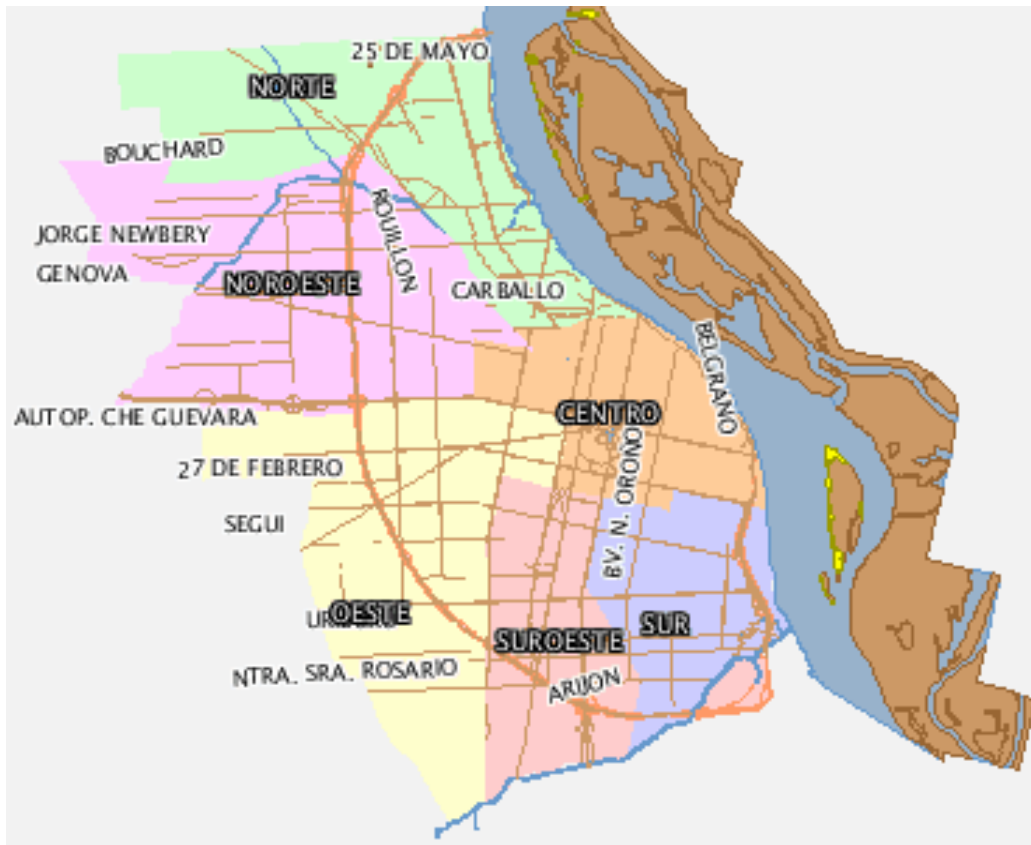 25 DE MAYO
NORTE
BOUCHARD
ROUILLON
JORGE NEWBERY
GENOVA
NOROESTE
CARBALLO
BELGRANO
AUTOP. CHE GUEVARA
CENTRO
27 DE FEBRERO
BV. N. OROÑO
SEGUI
OESTE
SUR
SUROESTE
NTRA. SRA. ROSARIO
ARIJON